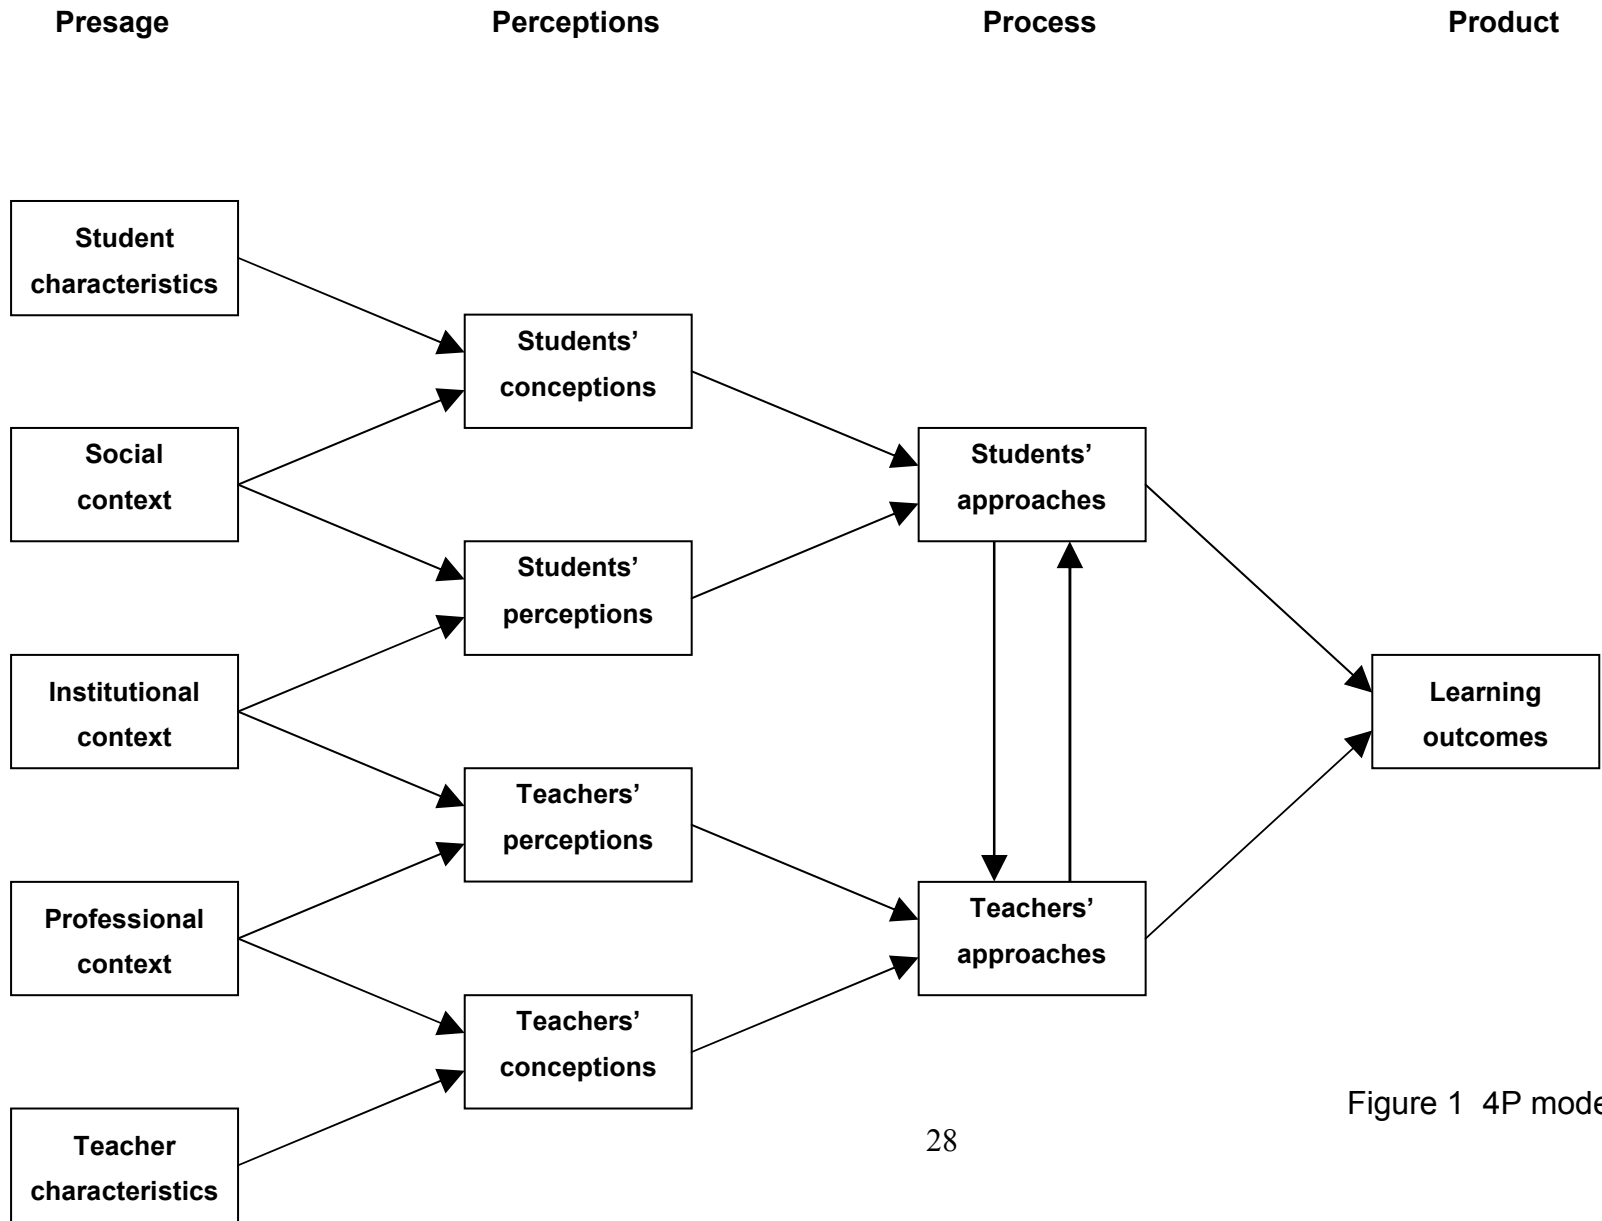 Presage Perceptions Process Product
Student
characteristics
Students’
conceptions
Social
context
Students’
approaches
Students’
perceptions
Institutional
context
Learning
outcomes
Teachers’
perceptions
Professional
context
Teachers’
approaches
Teachers’
conceptions
Figure 1 4P mode
28
Teacher
characteristics